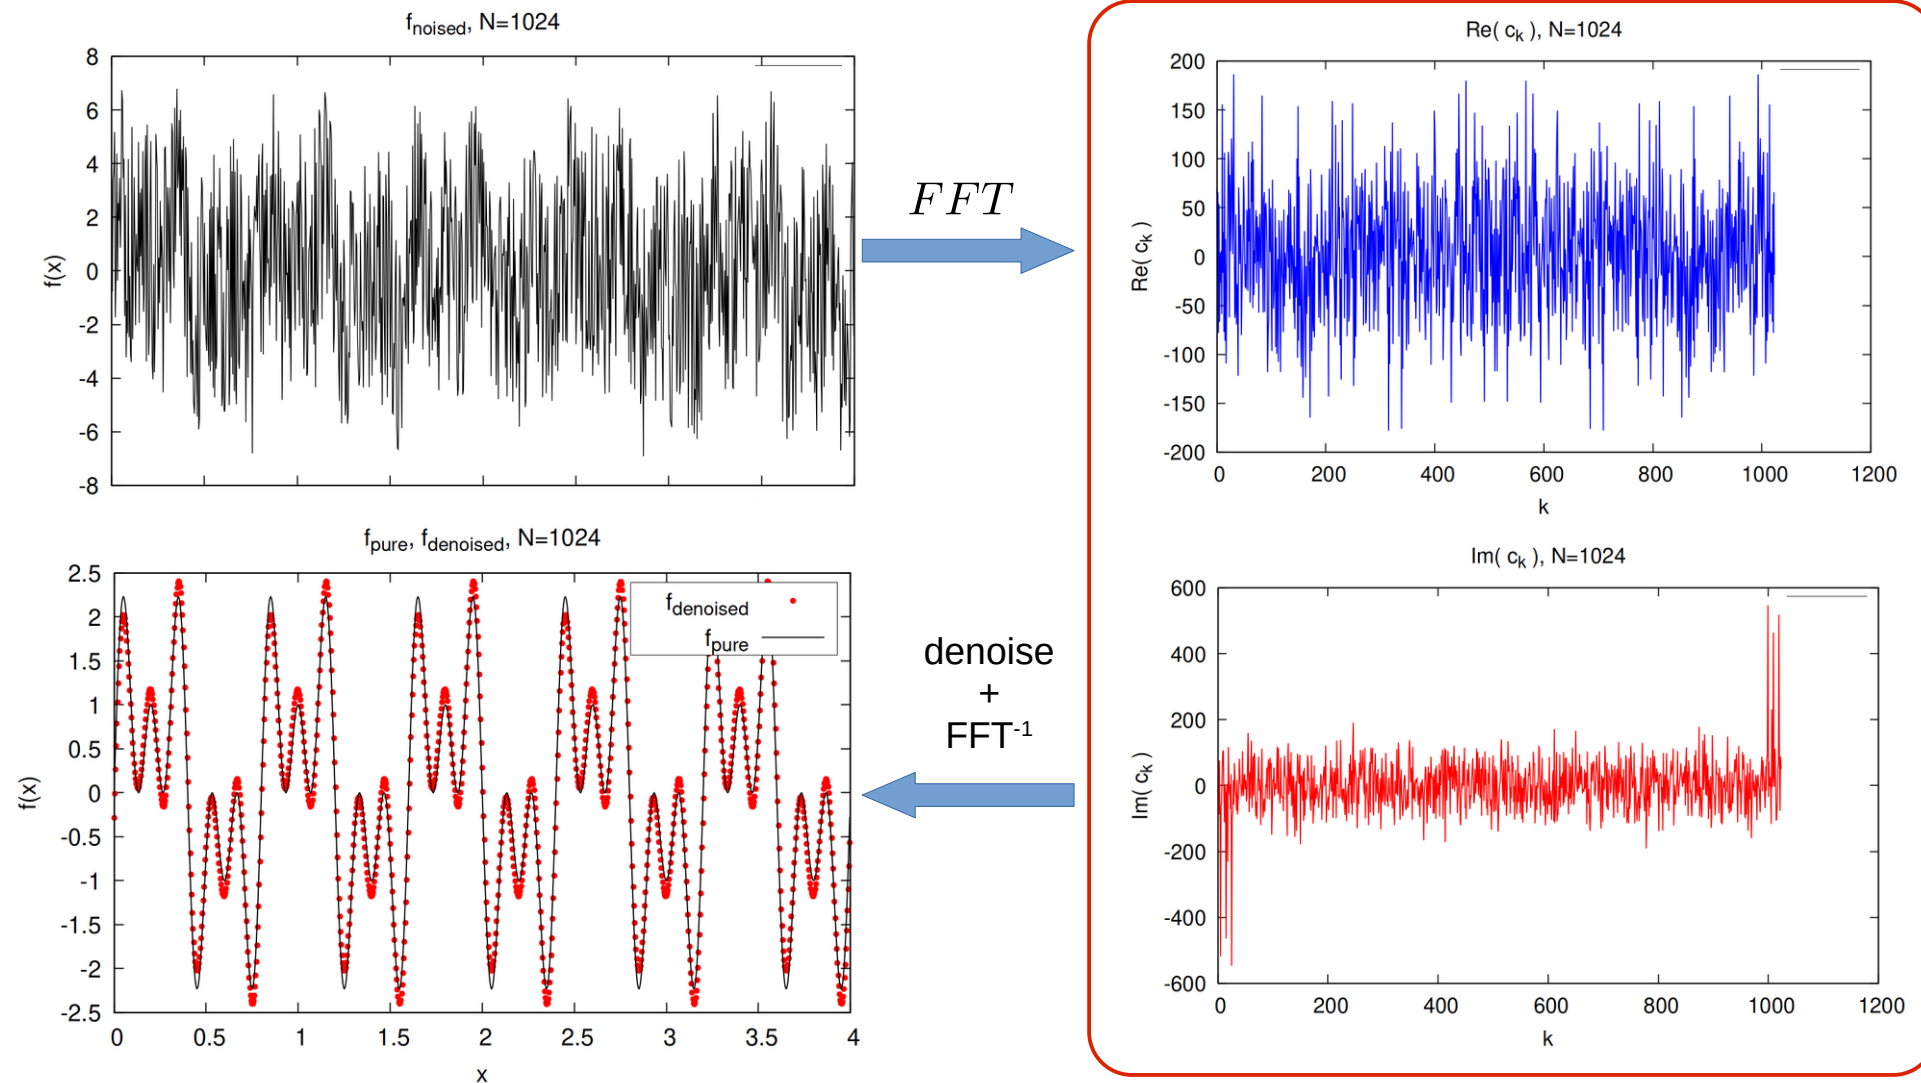 f_noised, N=1024
8
6
4
2
0
-2
-4
-6
-8
f(x)
FFT
Re( c_k ), N=1024
200
150
100
50
0
-50
-100
-150
-200
Re( c_k )
0 200 400 600 800 1000 1200
k
f_pure, f_denoised, N=1024
2.5
2
1.5
1
0.5
0
-0.5
-1
-1.5
-2
-2.5
f(x)
f_denoised
f_pure
0 0.5 1 1.5 2 2.5 3 3.5 4
x
denoise
+
FFT⁻¹
Im( c_k ), N=1024
600
400
200
0
-200
-400
-600
Im( c_k )
0 200 400 600 800 1000 1200
k